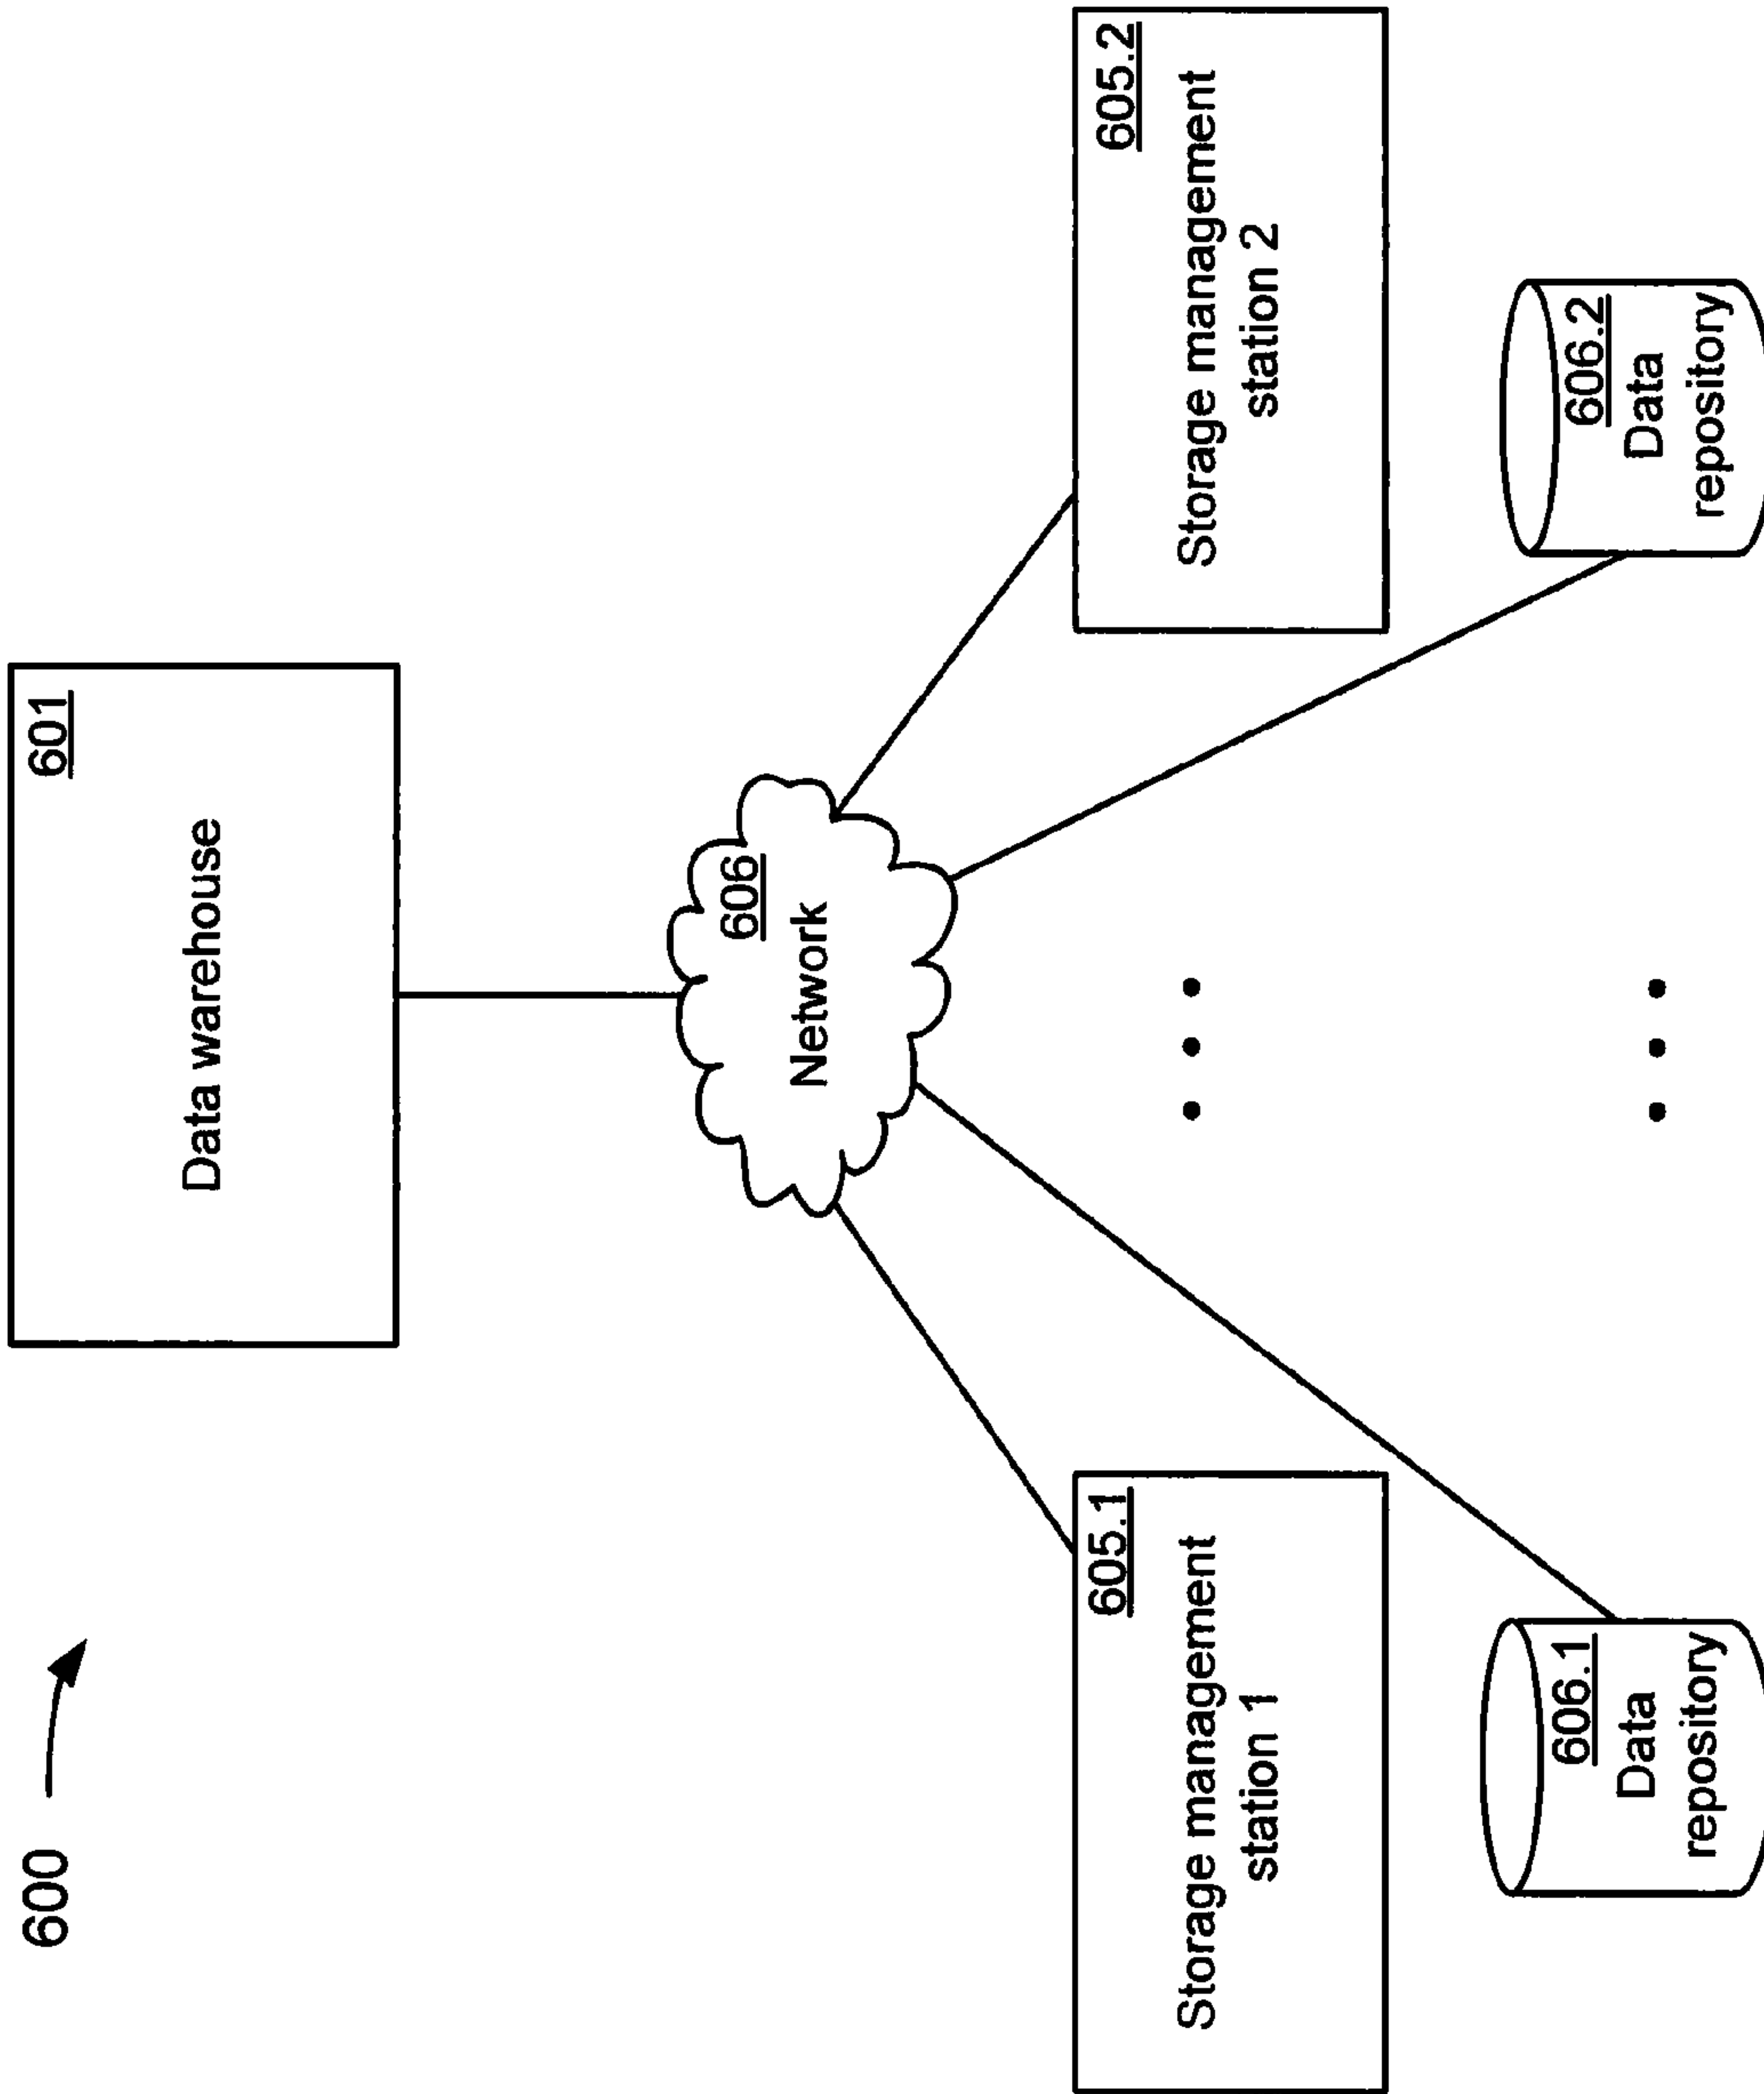 600
601
Data warehouse
606
Network
605.1
Storage management
station 1
605.2
Storage management
station 2
606.1
Data
repository
606.2
Data
repository